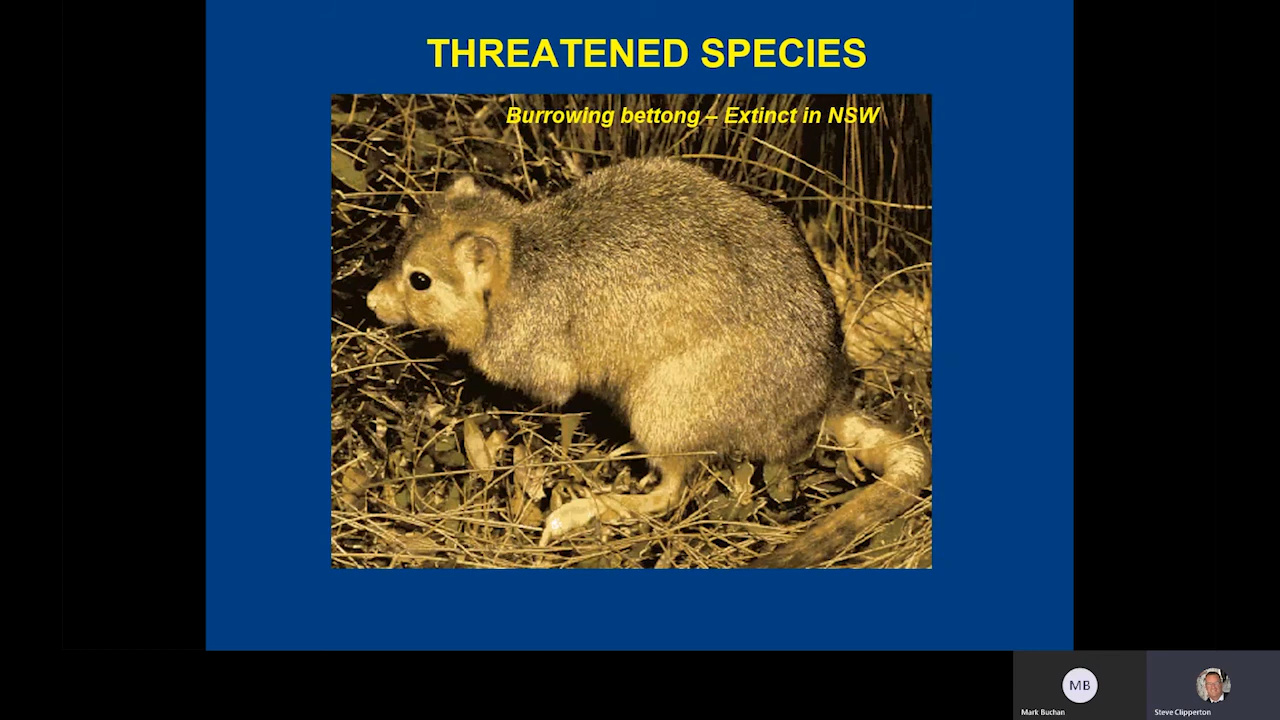 THREATENED SPECIES
Burrowing bettong – Extinct in NSW
MB
Mark Buchan
Steve Clipperton